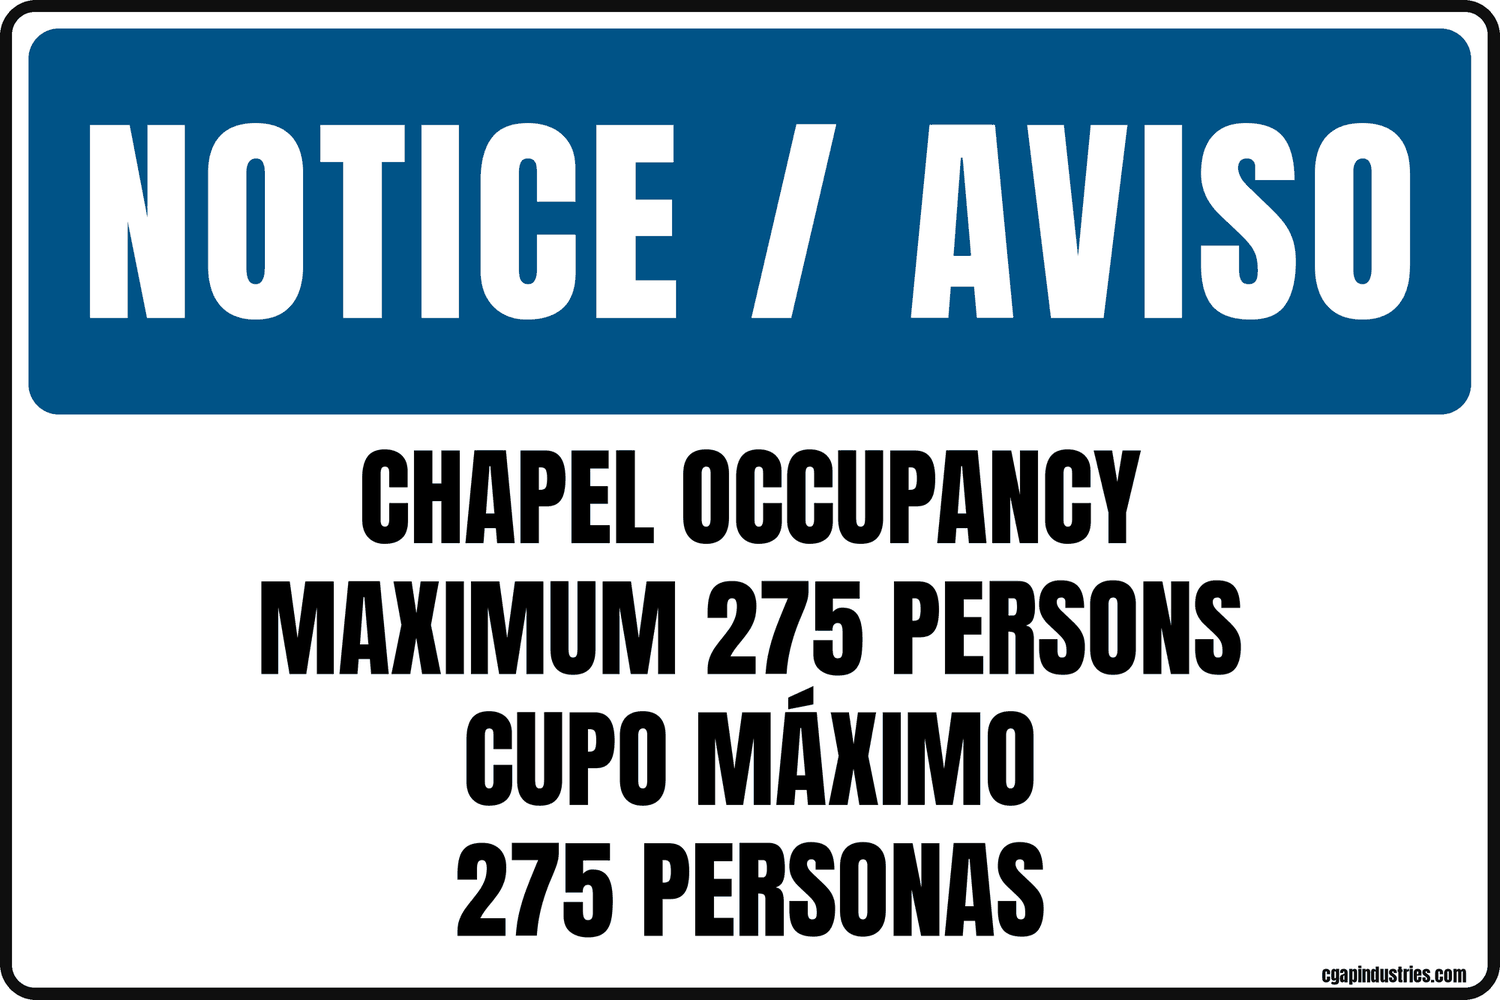 NOTICE / AVISO
CHAPEL OCCUPANCY
MAXIMUM 275 PERSONS
CUPO MÁXIMO
275 PERSONAS
cgapindustries.com